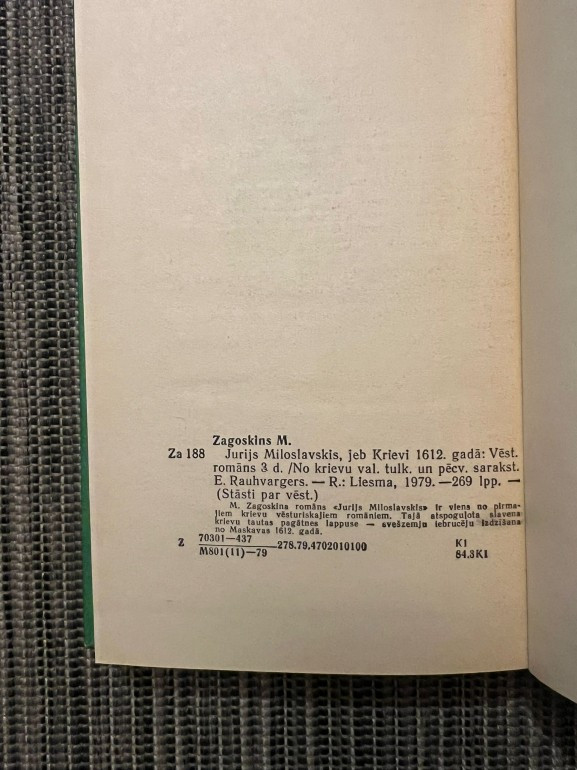 Zagoskins M.
Za 188 Jurijs Miloslavskis, jeb Krievi 1612. gadā: Vēst.
romāns 3 d. /No krievu val. tulk. un pēcv. sarakst.
E. Rauhvargers. — R.: Liesma, 1979. —269 lpp. —
(Stāsti par vēst.)
M. Zagoskina romāns «Jurijs Miloslavskis» ir viens no pirma-
jiem krievu vēsturiskajiem romāniem. Tajā atspoguļota slavena
krievu tautas pagātnes lappuse — svešzemju iebrucēju izdzīšana
no Maskavas 1612. gadā.
Z 70301—437
M801(11)—79 —278.79.4702010100 K1
84.3K1